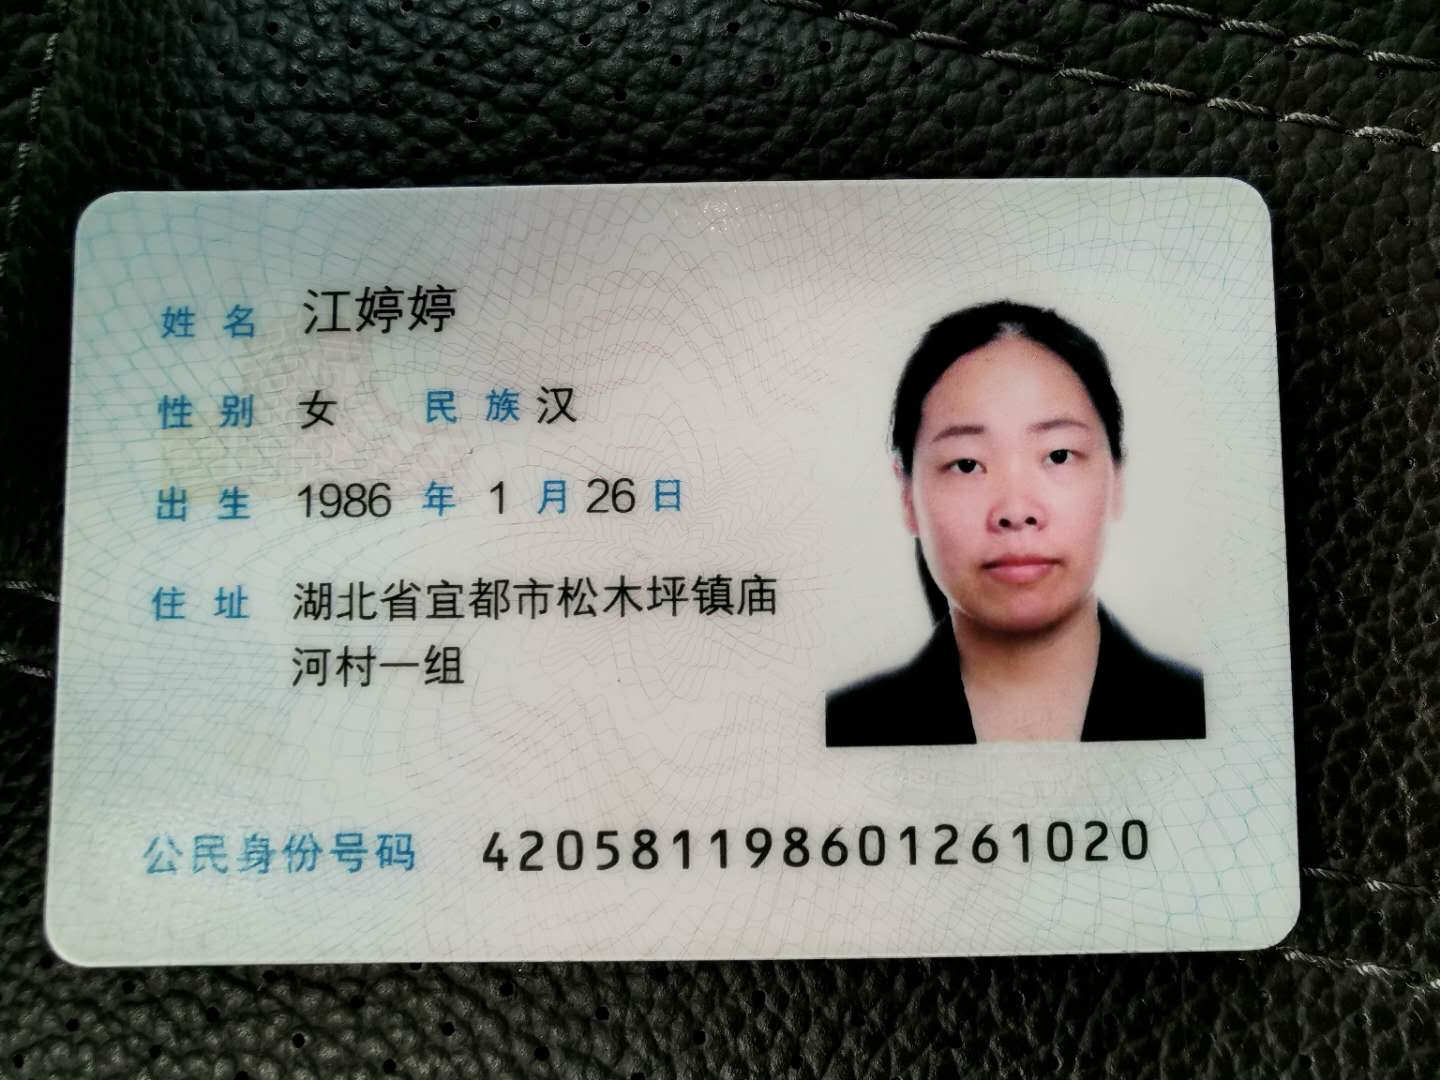 姓名 江婷婷
性别 女 民族 汉
出生 1986 年 1 月 26 日
住址 湖北省宜都市松木坪镇庙
河村一组
公民身份号码 420581198601261020